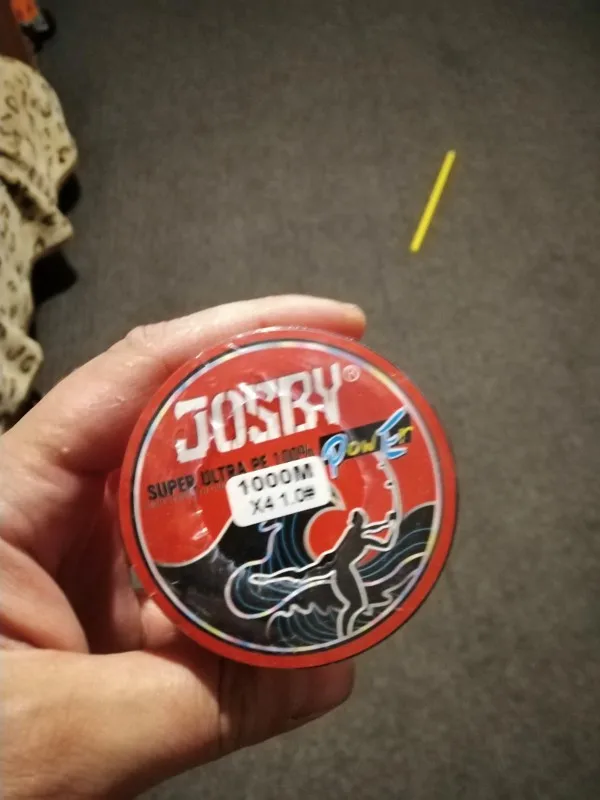 JOSBY®
POWER
SUPER ULTRA PE 100%
1000M
X4 1.0#